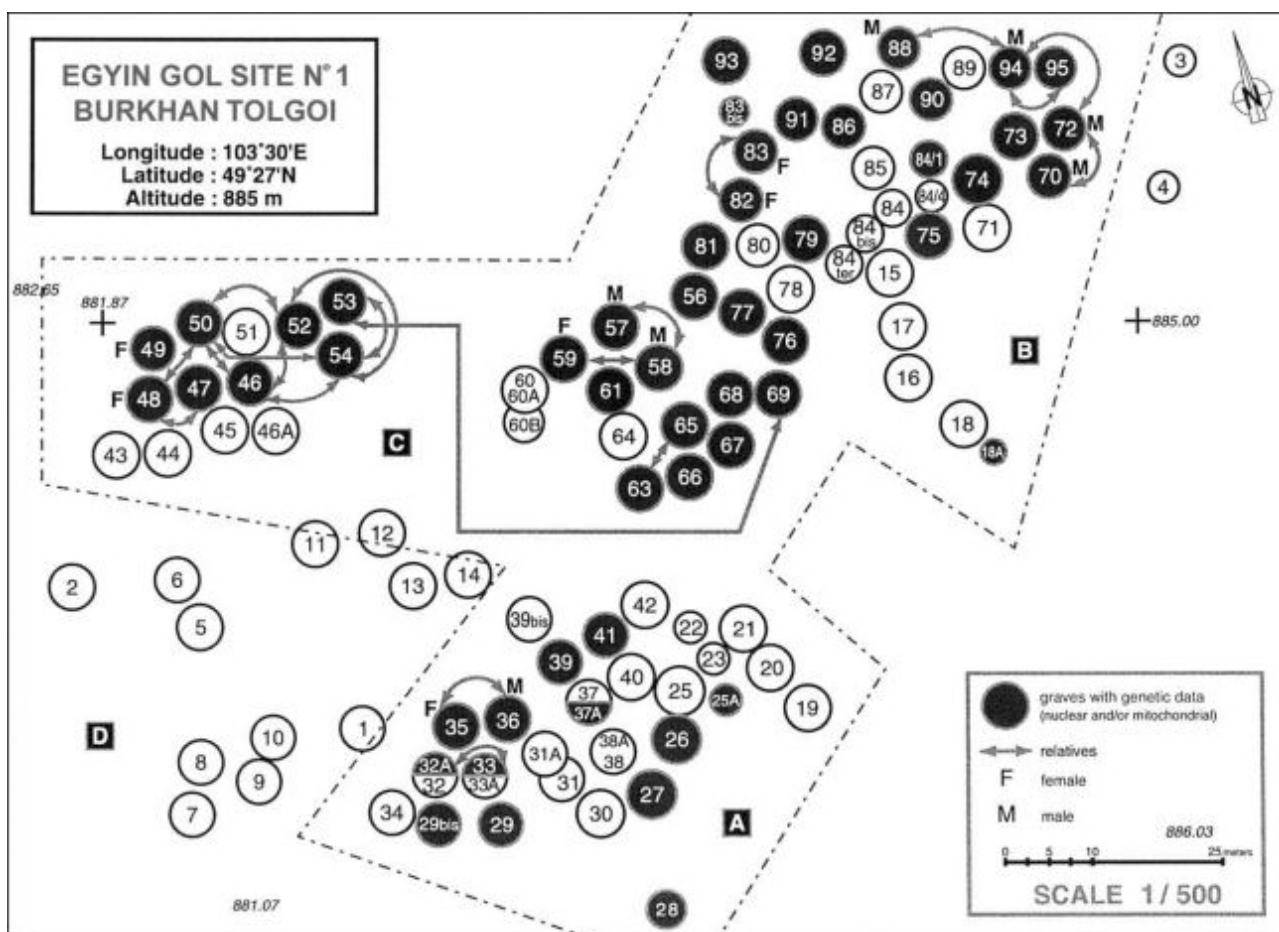 EGYIN GOL SITE N° 1
BURKHAN TOLGOI
Longitude : 103°30'E
Latitude : 49°27'N
Altitude : 885 m
M
88
93
92
M
89
94
95
3
87
83
bis
90
N
91
86
73
72
M
83
F
85
84/1
M
74
70
4
82
F
84
84/4
71
81
80
79
84
bis
75
84
ter
15
882.65
881.87
53
56
78
50
51
52
M
57
77
17
885.00
F
49
54
F
59
58
M
76
B
F
48
47
46
60
60A
61
68
69
16
45
46A
C
60B
64
65
67
18
18A
43
44
63
66
11
12
2
6
13
14
5
39bis
42
22
21
41
23
39
40
20
37
37A
25
25A
19
D
10
1
F
35
M
36
26
8
9
32A
32
33
33A
31A
31
38A
38
27
7
34
29bis
29
30
A
881.07
28
graves with genetic data
(nuclear and/or mitochondrial)
relatives
F female
M male
886.03
0 5 10 25 meters
SCALE 1 / 500